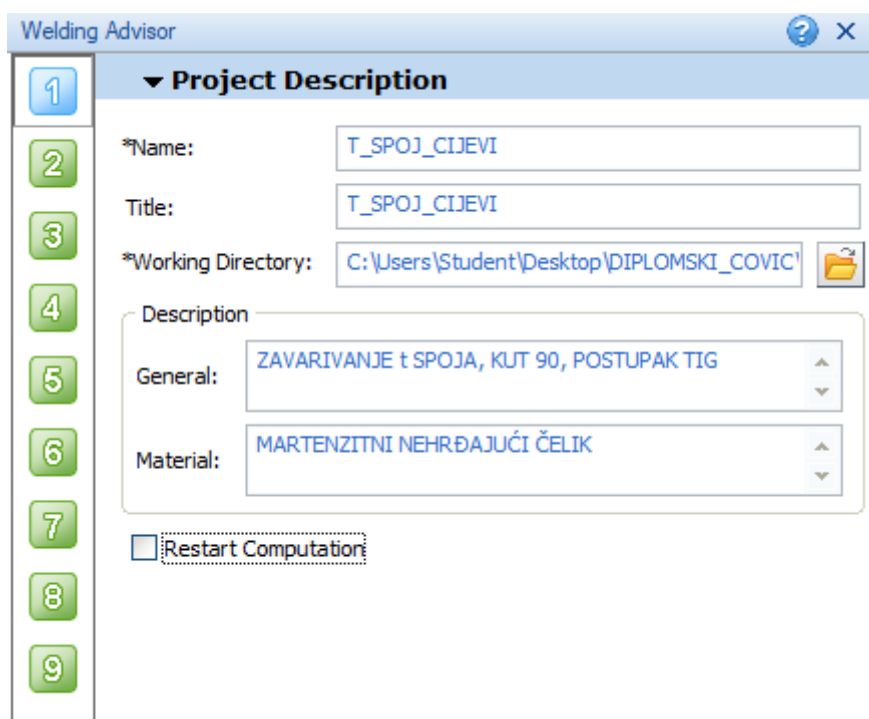 Welding Advisor
1
▼ Project Description
2
3
4
5
6
7
8
9
*Name:
T_SPOJ_CIJEVI
Title:
T_SPOJ_CIJEVI
*Working Directory:
C:\Users\Student\Desktop\DIPLOMSKI_COVIC\
Description
General:
ZAVARIVANJE t SPOJA, KUT 90, POSTUPAK TIG
Material:
MARTENZITNI NEHRĐAJUĆI ČELIK
Restart Computation